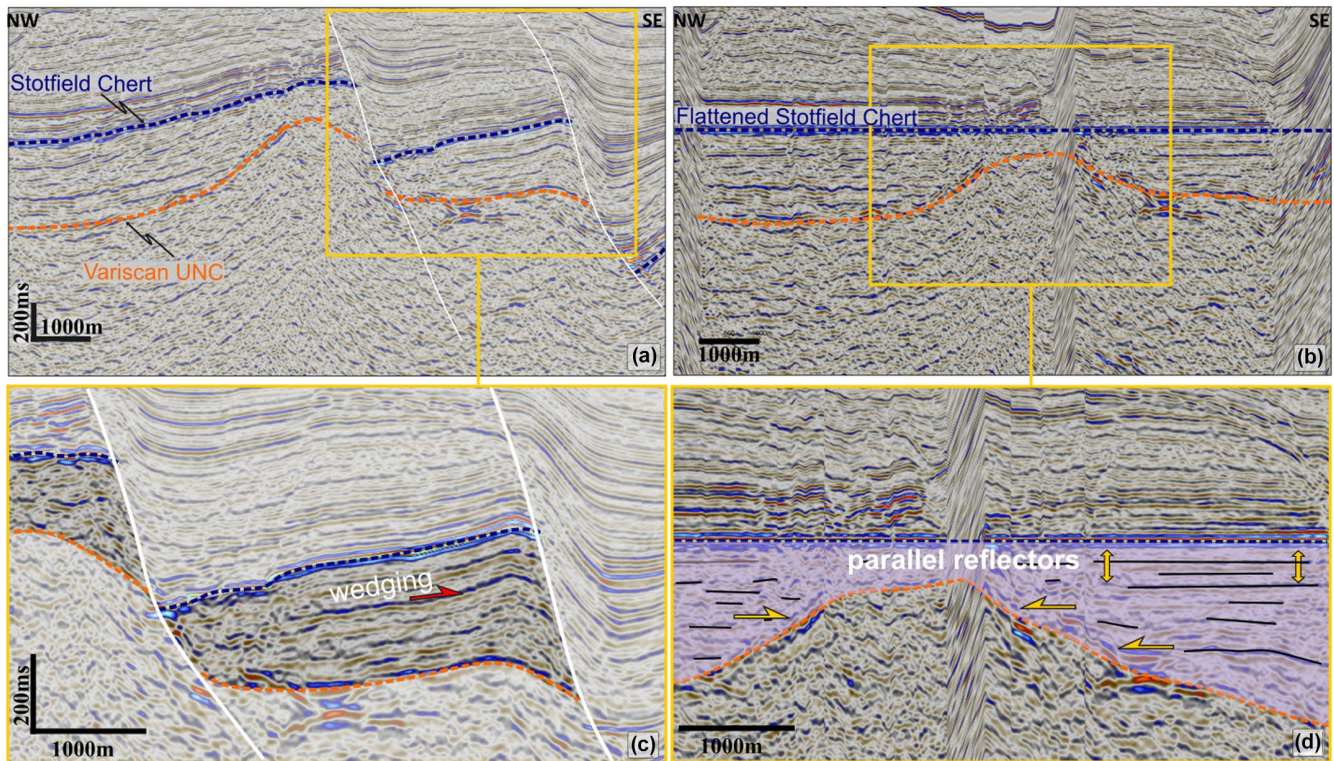 NW
SE
Stotfield Chert
Variscan UNC
200ms
1000m
(a)
NW
SE
Flattened Stotfield Chert
1000m
(b)
wedging
200ms
1000m
(c)
parallel reflectors
1000m
(d)